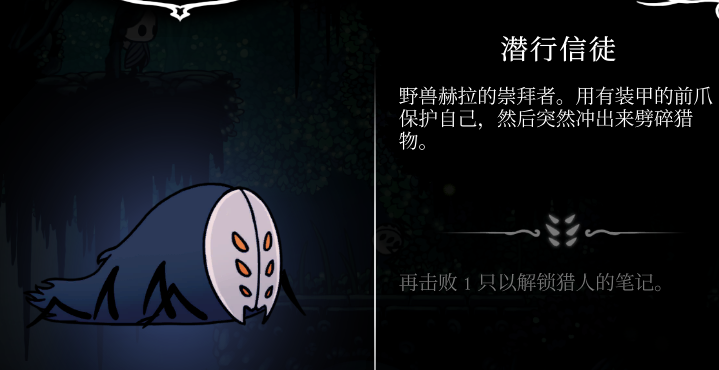 潜行信徒
野兽赫拉的崇拜者。用有装甲的前爪
保护自己，然后突然冲出来劈碎猎
物。
再击败 1 只以解锁猎人的笔记。